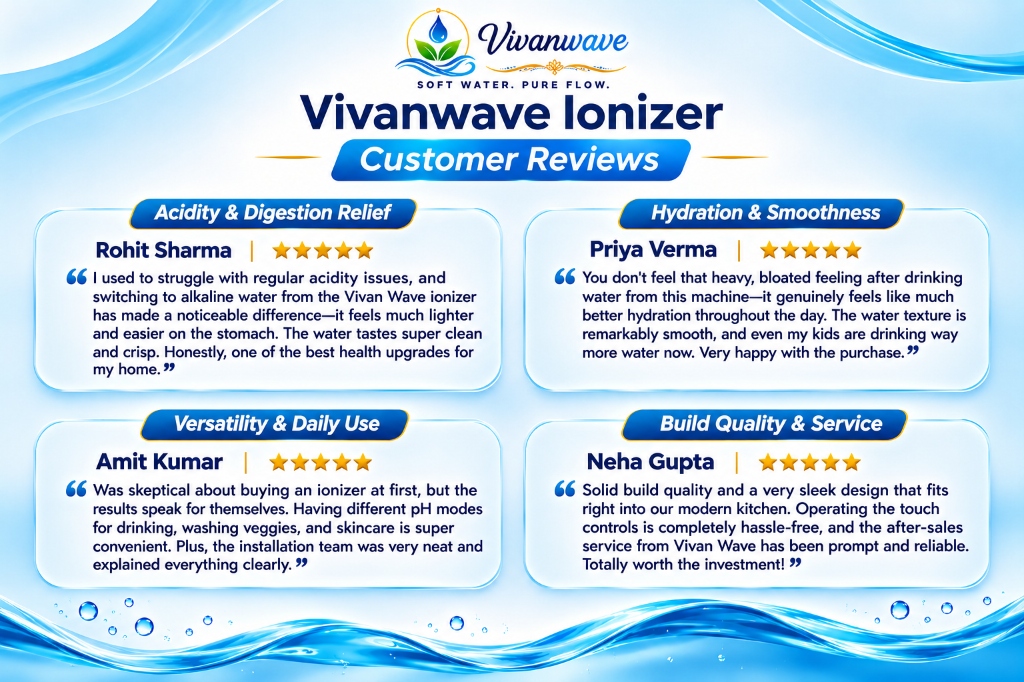 Vivanwave
SOFT WATER. PURE FLOW.
Vivanwave Ionizer
Customer Reviews
Acidity & Digestion Relief
Rohit Sharma | ★★★★★
“I used to struggle with regular acidity issues, and
switching to alkaline water from the Vivan Wave ionizer
has made a noticeable difference—it feels much lighter
and easier on the stomach. The water tastes super clean
and crisp. Honestly, one of the best health upgrades for
my home.”
Hydration & Smoothness
Priya Verma | ★★★★★
“You don't feel that heavy, bloated feeling after drinking
water from this machine—it genuinely feels like much
better hydration throughout the day. The water texture is
remarkably smooth, and even my kids are drinking way
more water now. Very happy with the purchase.”
Versatility & Daily Use
Amit Kumar | ★★★★★
“Was skeptical about buying an ionizer at first, but the
results speak for themselves. Having different pH modes
for drinking, washing veggies, and skincare is super
convenient. Plus, the installation team was very neat and
explained everything clearly.”
Build Quality & Service
Neha Gupta | ★★★★★
“Solid build quality and a very sleek design that fits
right into our modern kitchen. Operating the touch
controls is completely hassle-free, and the after-sales
service from Vivan Wave has been prompt and reliable.
Totally worth the investment!”